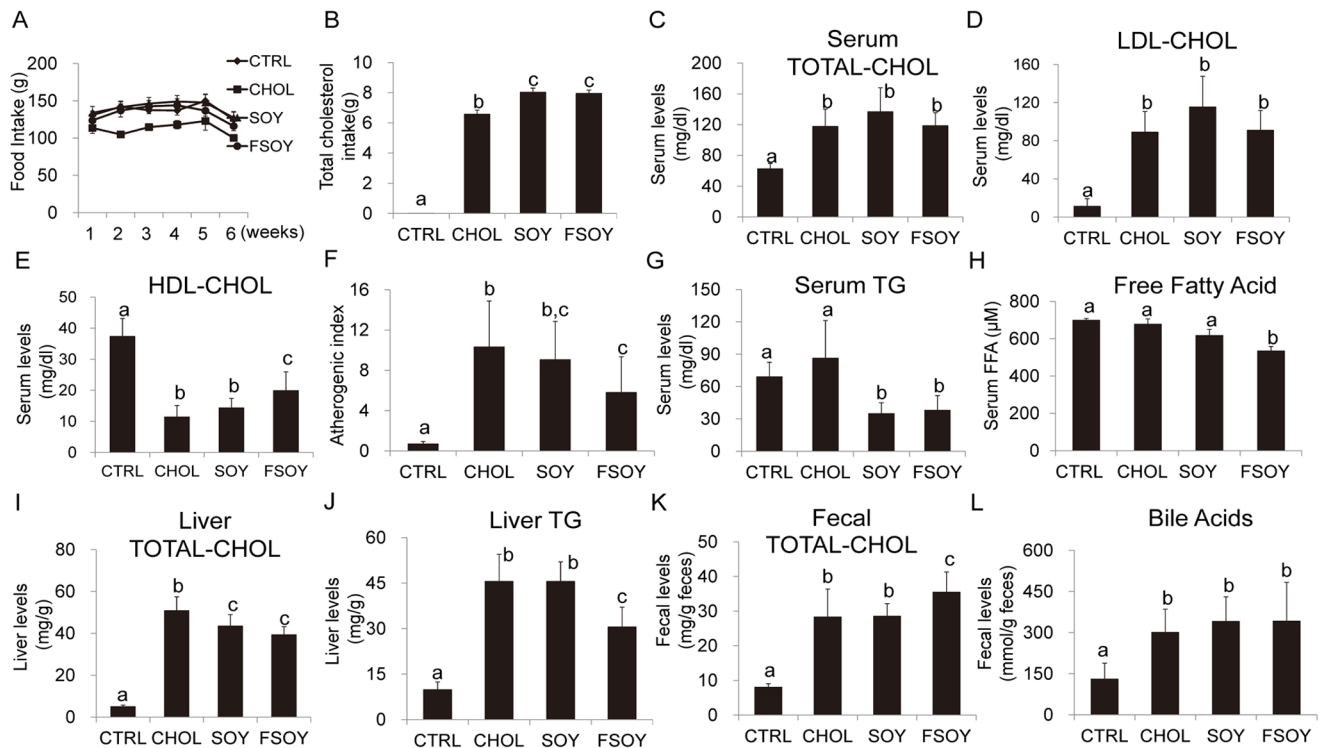 A
Food Intake (g)
200
150
100
50
0
1 2 3 4 5 6 (weeks)
CTRL
CHOL
SOY
FSOY
B
Total cholesterol
intake(g)
10
8
6
4
2
0
a
b
c
c
CTRL CHOL SOY FSOY
C
Serum
TOTAL-CHOL
Serum levels
(mg/dl)
200
160
120
80
40
0
a
b
b
b
CTRL CHOL SOY FSOY
D
LDL-CHOL
Serum levels
(mg/dl)
160
120
80
40
0
a
b
b
b
CTRL CHOL SOY FSOY
E
HDL-CHOL
Serum levels
(mg/dl)
50
40
30
20
10
0
a
b
b
c
CTRL CHOL SOY FSOY
F
Atherogenic index
16
12
8
4
0
a
b
b,c
c
CTRL CHOL SOY FSOY
G
Serum TG
Serum levels
(mg/dl)
150
120
90
60
30
0
a
a
b
b
CTRL CHOL SOY FSOY
H
Free Fatty Acid
Serum FFA (µM)
800
600
400
200
0
a
a
a
b
CTRL CHOL SOY FSOY
I
Liver
TOTAL-CHOL
Liver levels
(mg/g)
80
60
40
20
0
a
b
c
c
CTRL CHOL SOY FSOY
J
Liver TG
Liver levels
(mg/g)
60
45
30
15
0
a
b
b
c
CTRL CHOL SOY FSOY
K
Fecal
TOTAL-CHOL
Fecal levels
(mg/g feces)
50
40
30
20
10
0
a
b
b
c
CTRL CHOL SOY FSOY
L
Bile Acids
Fecal levels
(mmol/g feces)
600
450
300
150
0
a
b
b
b
CTRL CHOL SOY FSOY